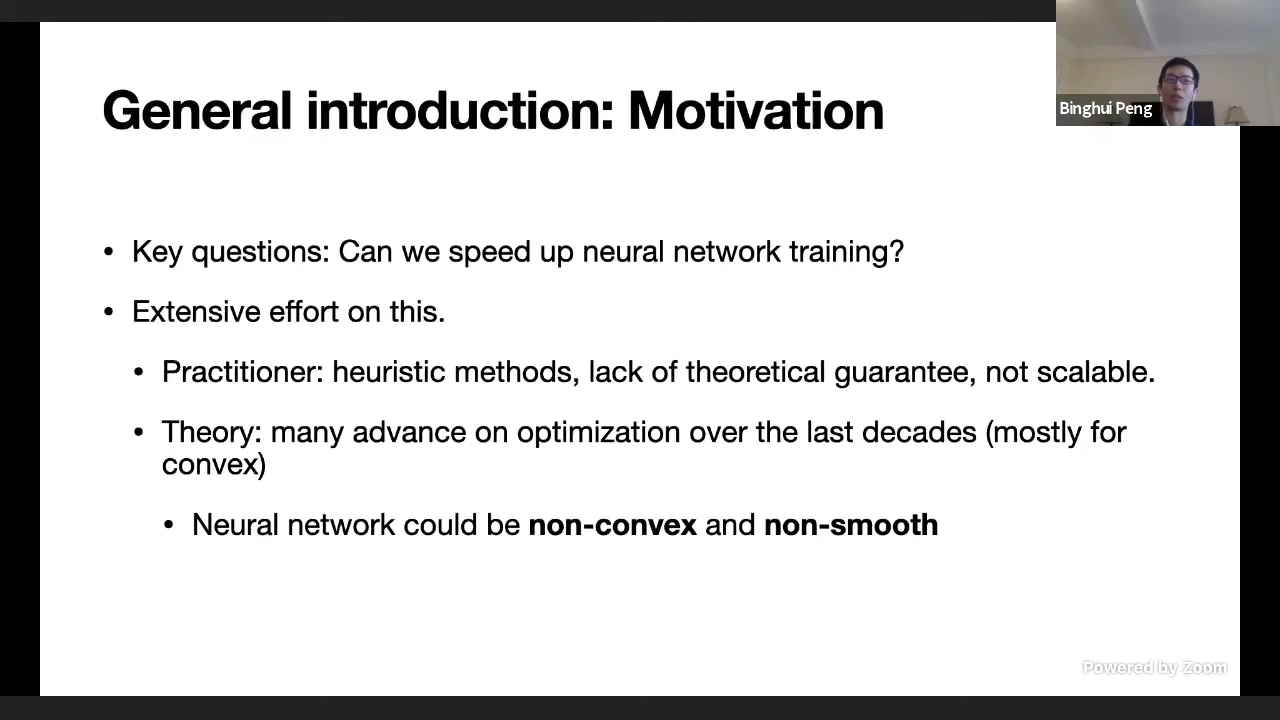 General introduction: Motivation
Binghui Peng
• Key questions: Can we speed up neural network training?
• Extensive effort on this.
• Practitioner: heuristic methods, lack of theoretical guarantee, not scalable.
• Theory: many advance on optimization over the last decades (mostly for
convex)
• Neural network could be non-convex and non-smooth
Powered by Zoom